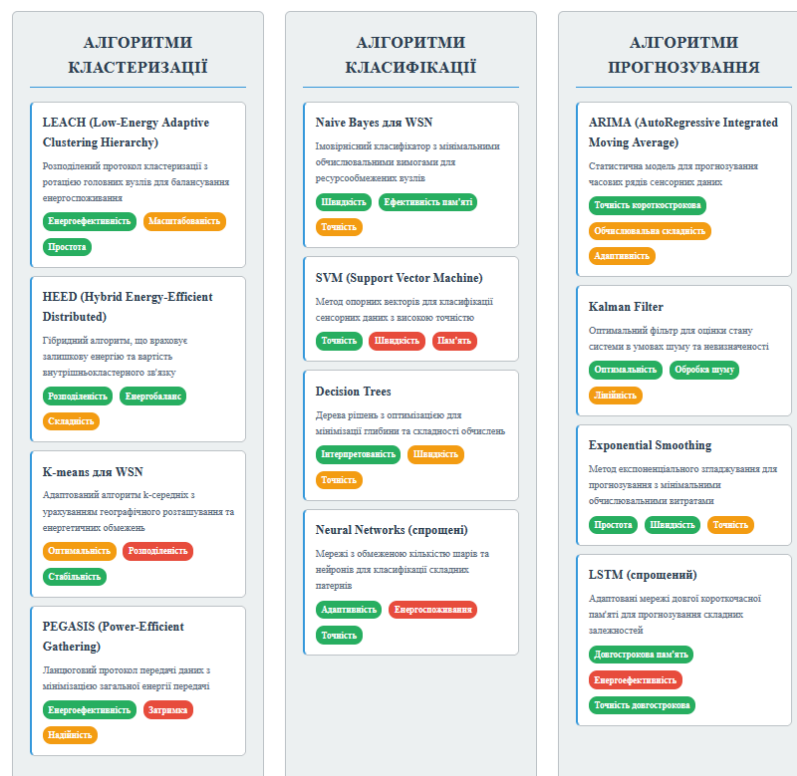 АЛГОРИТМИ
КЛАСТЕРИЗАЦІЇ
LEACH (Low-Energy Adaptive
Clustering Hierarchy)
Розподілений протокол кластеризації з
ротацією головних вузлів для балансування
енергоспоживання
Енергоефективність Масштабованість
Простота
HEED (Hybrid Energy-Efficient
Distributed)
Гібридний алгоритм, що враховує
залишкову енергію та вартість
внутрішньокластерного зв'язку
Розподіленість Енергобаланс
Складність
K-means для WSN
Адаптований алгоритм k-середніх з
урахуванням географічного розташування та
енергетичних обмежень
Оптимальність Розподіленість
Стабільність
PEGASIS (Power-Efficient
Gathering)
Ланцюговий протокол передачі даних з
мінімізацією загальної енергії передачі
Енергоефективність Затримка
Надійність
АЛГОРИТМИ
КЛАСИФІКАЦІЇ
Naive Bayes для WSN
Імовірнісний класифікатор з мінімальними
обчислювальними вимогами для
ресурсообмежених вузлів
Швидкість Ефективність пам'яті
Точність
SVM (Support Vector Machine)
Метод опорних векторів для класифікації
сенсорних даних з високою точністю
Точність Швидкість Пам'ять
Decision Trees
Дерева рішень з оптимізацією для
мінімізації глибини та складності обчислень
Інтерпретованість Швидкість
Точність
Neural Networks (спрощені)
Мережі з обмеженою кількістю шарів та
нейронів для класифікації складних
патернів
Адаптивність Енергоспоживання
Точність
АЛГОРИТМИ
ПРОГНОЗУВАННЯ
ARIMA (AutoRegressive Integrated
Moving Average)
Статистична модель для прогнозування
часових рядів сенсорних даних
Точність короткострокова
Обчислювальна складність
Адаптивність
Kalman Filter
Оптимальний фільтр для оцінки стану
системи в умовах шуму та невизначеності
Оптимальність Обробка шуму
Лінійність
Exponential Smoothing
Метод експоненціального згладжування для
прогнозування з мінімальними
обчислювальними витратами
Простота Швидкість Точність
LSTM (спрощений)
Адаптовані мережі довгої короткочасної
пам'яті для прогнозування складних
залежностей
Довгострокова пам'ять
Енергоефективність
Точність довгострокова